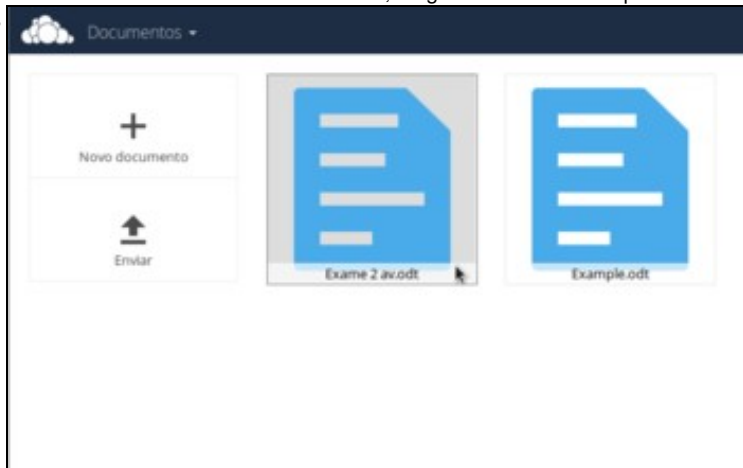 Documentos
Novo documento
Enviar
Exame 2 av.odt
Example.odt